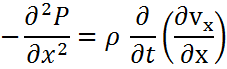 −∂²P/∂x² = ρ ∂/∂t (∂vₓ/∂x)